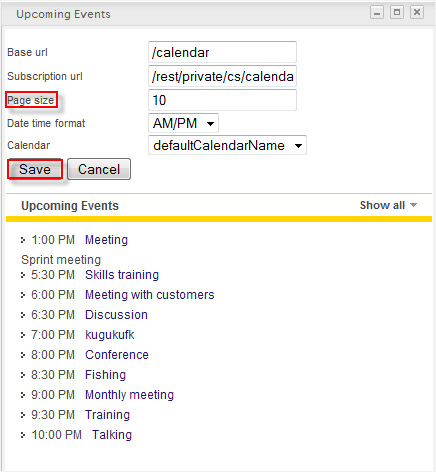 Upcoming Events
Base url /calendar
Subscription url /rest/private/cs/calenda
Page size 10
Date time format AM/PM
Calendar defaultCalendarName
Save Cancel
Upcoming Events Show all
1:00 PM Meeting
Sprint meeting
5:30 PM Skills training
6:00 PM Meeting with customers
6:30 PM Discussion
7:00 PM kugukufk
8:00 PM Conference
8:30 PM Fishing
9:00 PM Monthly meeting
9:30 PM Training
10:00 PM Talking